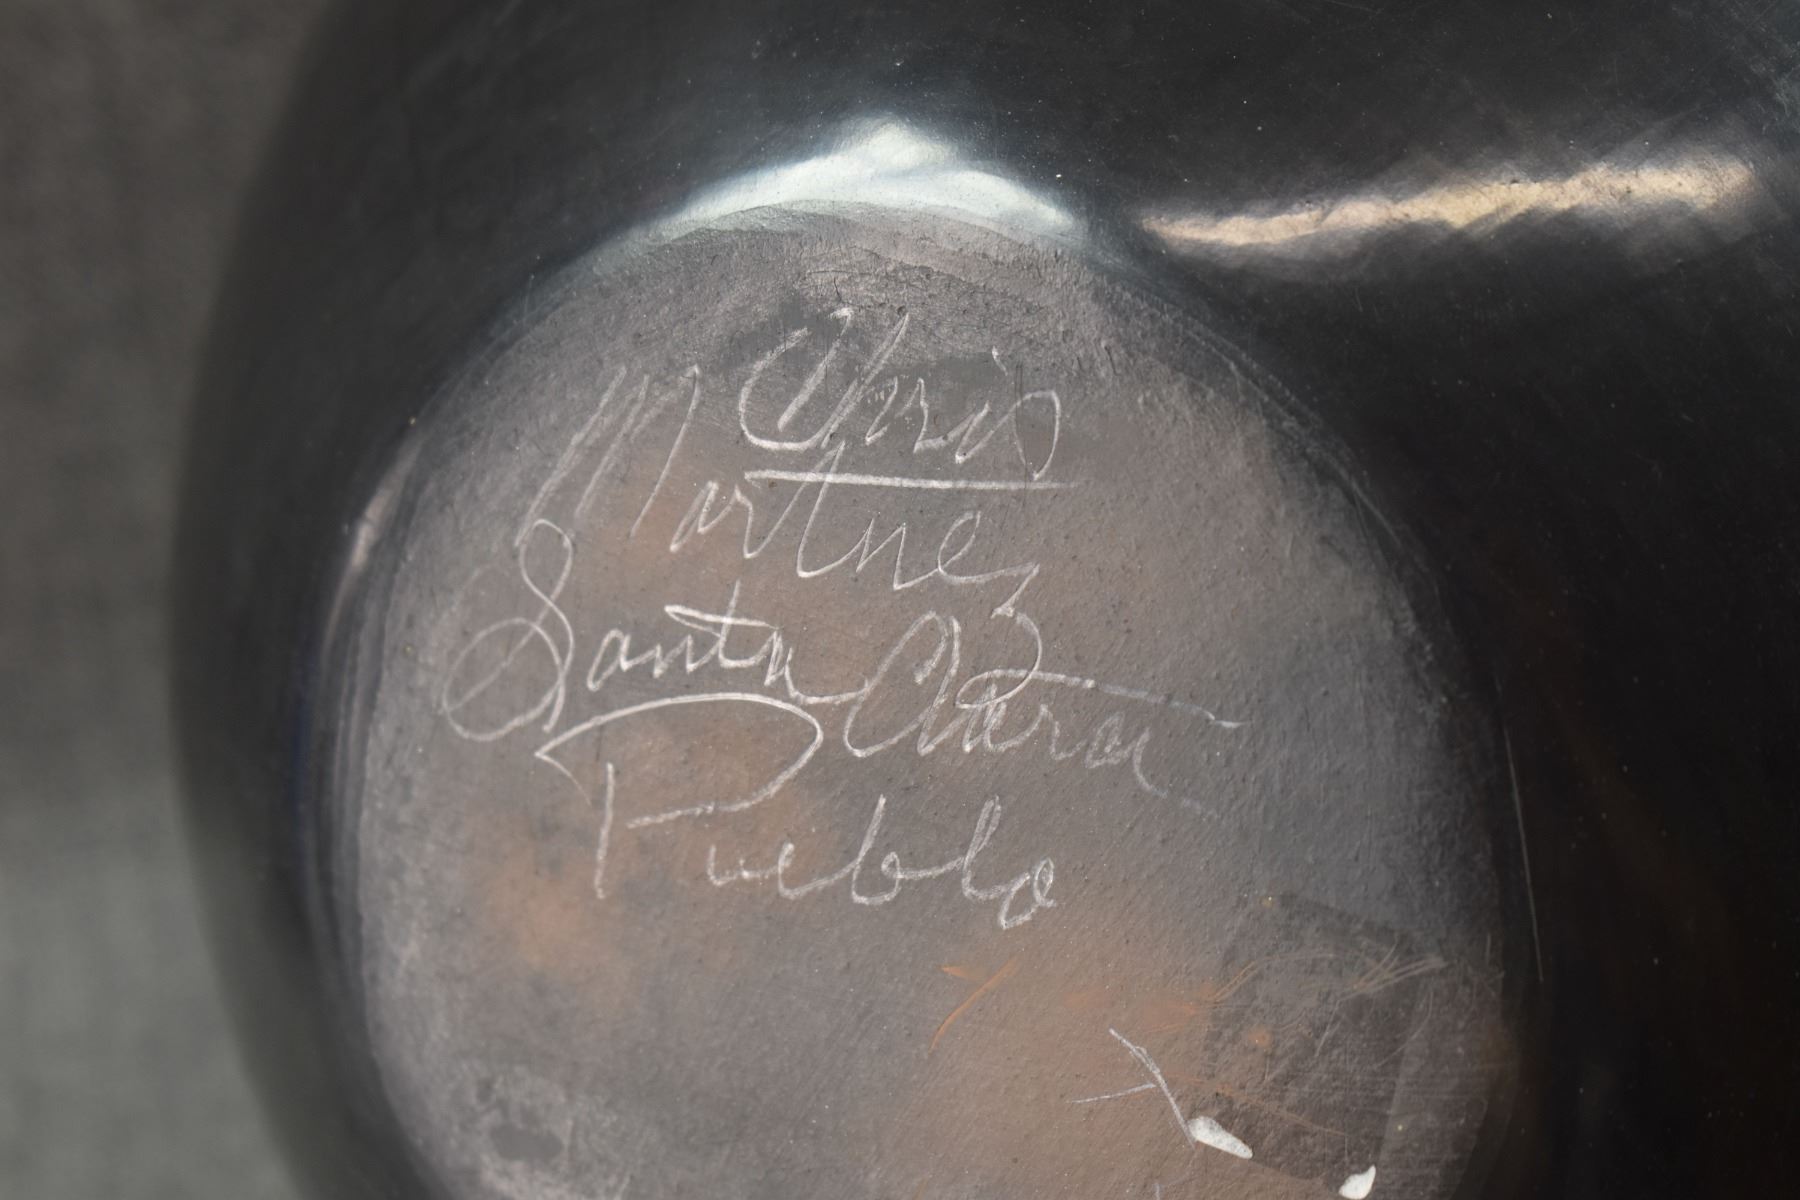 Chris
Martinez
Santa Clara
Pueblo